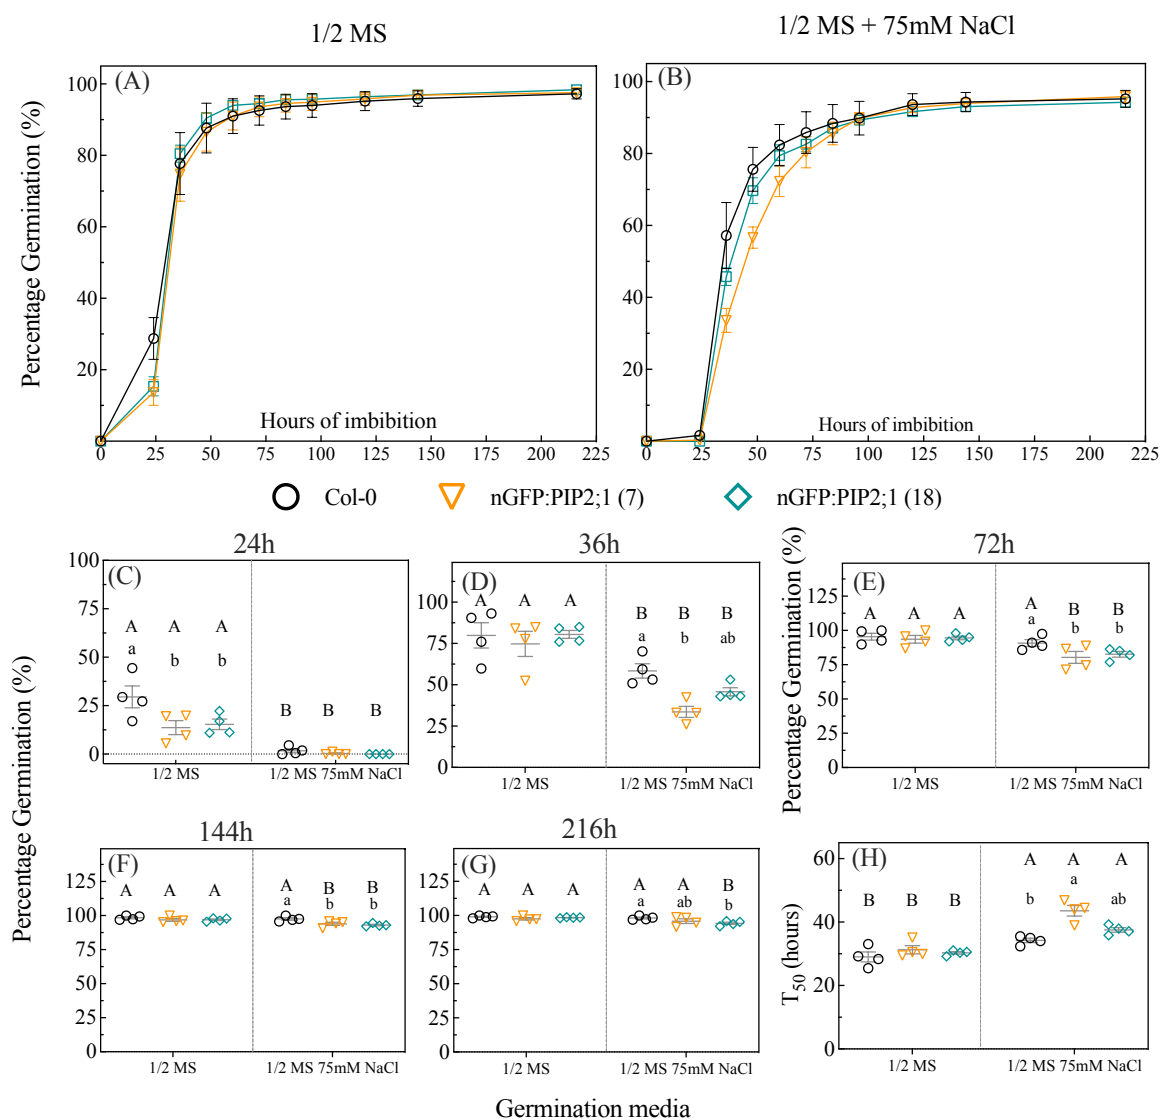 1/2 MS
1/2 MS + 75mM NaCl
Percentage Germination (%)
(A)
100
80
60
40
20
0
Hours of imbibition
0 25 50 75 100 125 150 175 200 225
(B)
100
80
60
40
20
0
Hours of imbibition
0 25 50 75 100 125 150 175 200 225
Col-0
nGFP:PIP2;1 (7)
nGFP:PIP2;1 (18)
Percentage Germination (%)
24h
(C)
100
75
50
25
0
A A A
a b b
B B B
1/2 MS
1/2 MS 75mM NaCl
36h
(D)
100
75
50
25
0
A A A
B B B
a b ab
1/2 MS
1/2 MS 75mM NaCl
72h
Percentage Germination (%)
(E)
125
100
75
50
25
0
A A A
A B B
a b b
1/2 MS
1/2 MS 75mM NaCl
144h
(F)
125
100
75
50
125
0
A A A
A B B
a b b
1/2 MS
1/2 MS 75mM NaCl
216h
(G)
125
100
75
50
25
0
A A A
A A B
a ab b
1/2 MS
1/2 MS 75mM NaCl
T50 (hours)
(H)
60
40
20
0
B B B
A A A
b a ab
1/2 MS
1/2 MS 75mM NaCl
Germination media